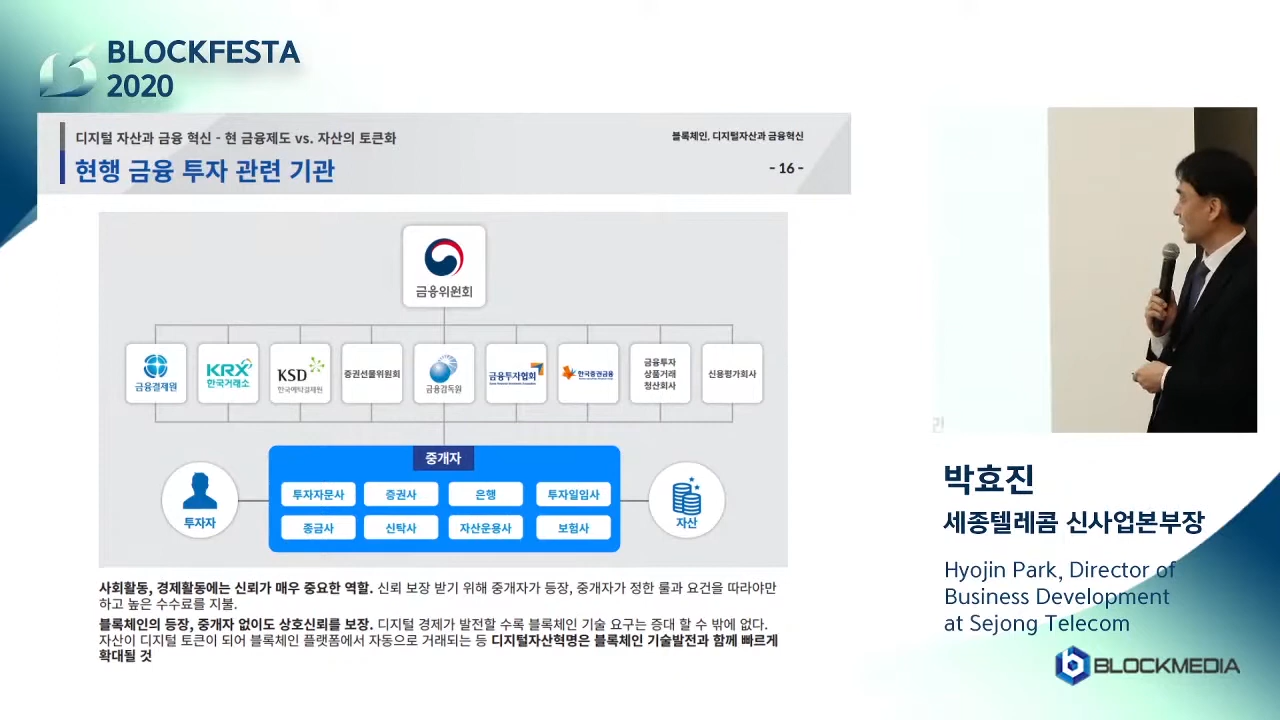 BLOCKFESTA
2020
디지털 자산과 금융 혁신 - 현 금융제도 vs. 자산의 토큰화
블록체인, 디지털자산과 금융혁신
현행 금융 투자 관련 기관
- 16 -
금융위원회
금융결제원
KRX
한국거래소
KSD
한국예탁결제원
증권선물위원회
금융감독원
금융투자협회
한국증권금융
금융투자
상품거래
청산회사
신용평가회사
중개자
투자자문사
증권사
은행
투자일임사
종금사
신탁사
자산운용사
보험사
투자자
자산
사회활동, 경제활동에는 신뢰가 매우 중요한 역할. 신뢰 보장 받기 위해 중개자가 등장, 중개자가 정한 룰과 요건을 따라야만
하고 높은 수수료를 지불.
블록체인의 등장, 중개자 없이도 상호신뢰를 보장. 디지털 경제가 발전할 수록 블록체인 기술 요구는 증대 할 수 밖에 없다.
자산이 디지털 토큰이 되어 블록체인 플랫폼에서 자동으로 거래되는 등 디지털자산혁명은 블록체인 기술발전과 함께 빠르게
확대될 것
박효진
세종텔레콤 신사업본부장
Hyojin Park, Director of
Business Development
at Sejong Telecom
BLOCKMEDIA